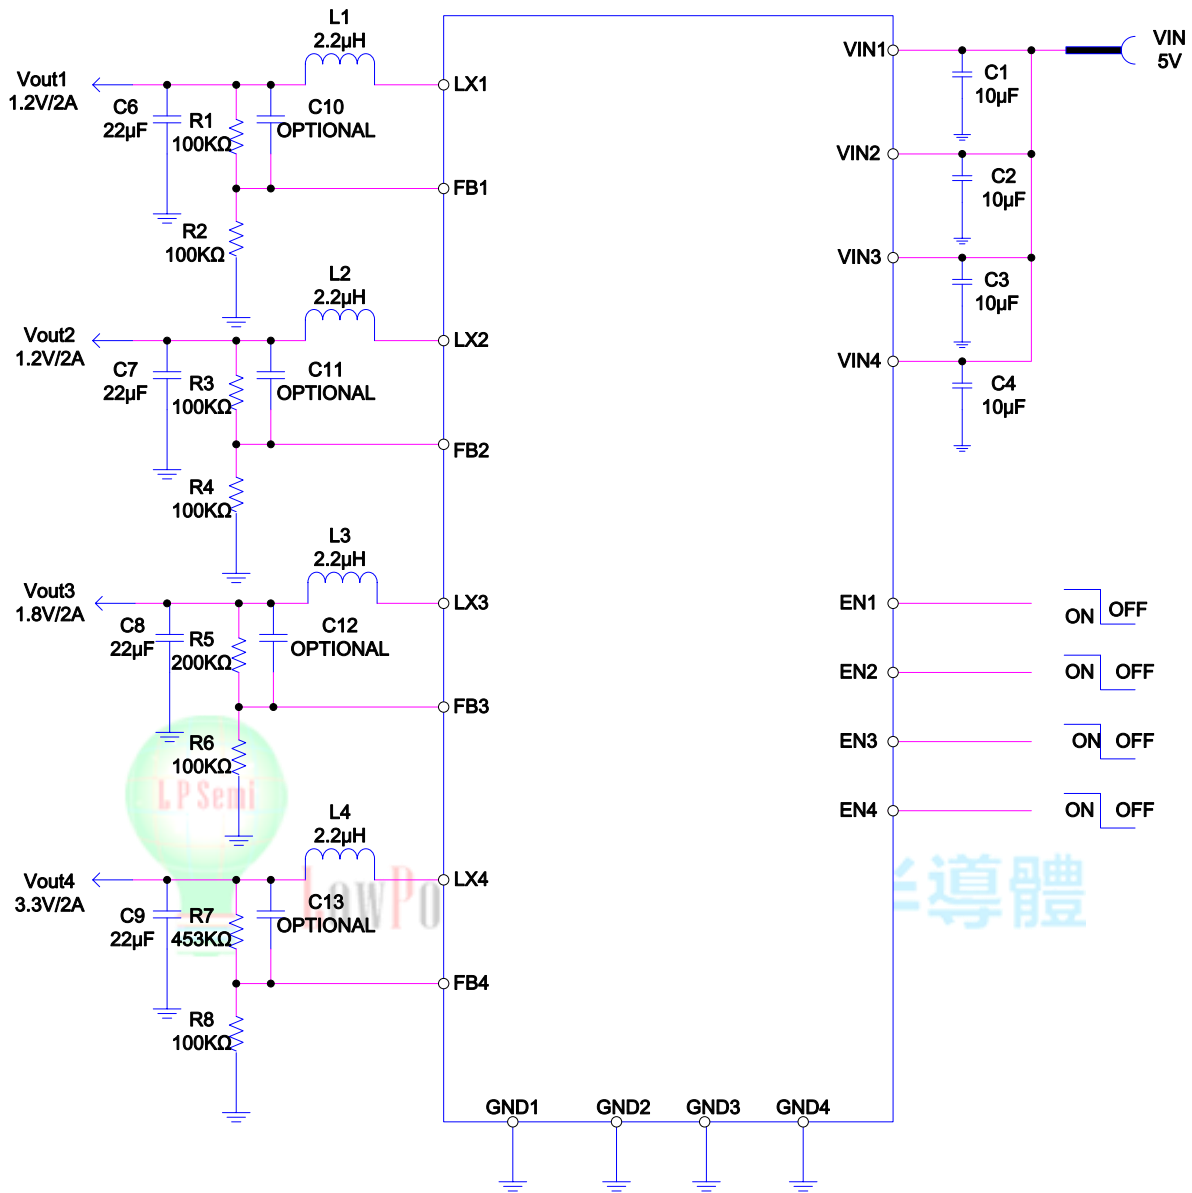 L1
2.2µH
Vout1
1.2V/2A
LX1
C6
22µF
R1
100KΩ
C10
OPTIONAL
FB1
R2
100KΩ
L2
2.2µH
Vout2
1.2V/2A
LX2
C7
22µF
R3
100KΩ
C11
OPTIONAL
FB2
R4
100KΩ
L3
2.2µH
Vout3
1.8V/2A
LX3
C8
22µF
R5
200KΩ
C12
OPTIONAL
FB3
R6
100KΩ
LP Semi
L4
2.2µH
Vout4
3.3V/2A
LX4
C9
22µF
R7
453KΩ
C13
OPTIONAL
LowPo
FB4
R8
100KΩ
GND1
GND2
GND3
GND4
VIN1
VIN
5V
C1
10µF
VIN2
C2
10µF
VIN3
C3
10µF
VIN4
C4
10µF
EN1
ON OFF
EN2
ON OFF
EN3
ON OFF
EN4
ON OFF
導體